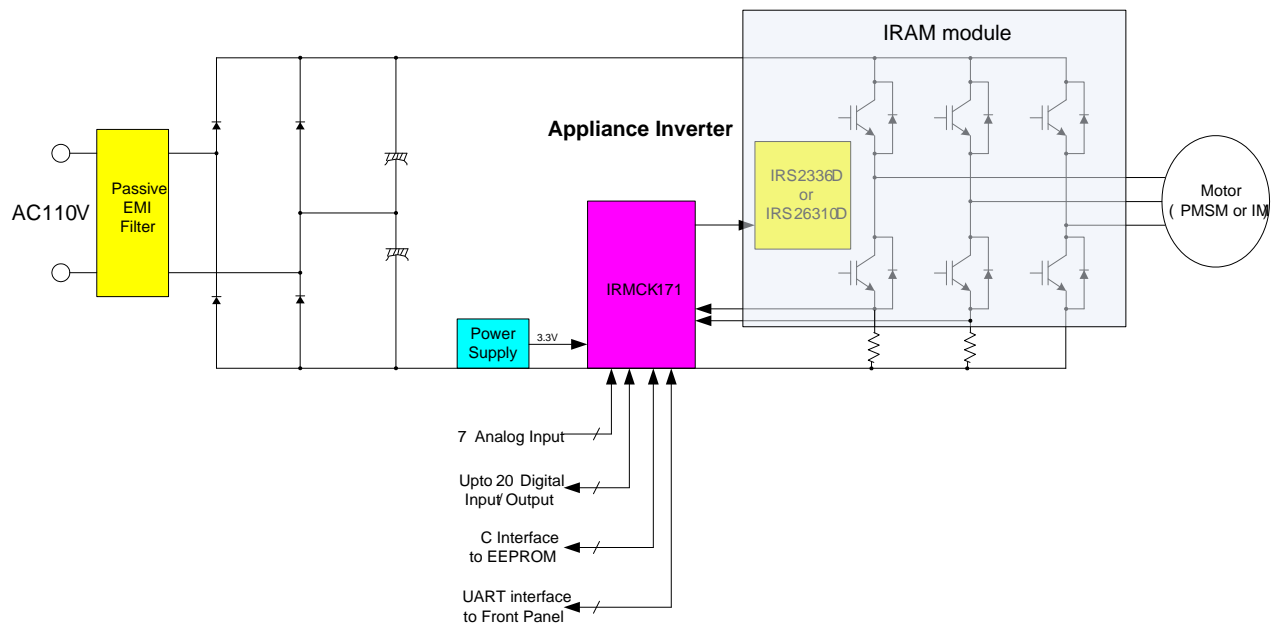 IRAM module
Appliance Inverter
IRS2336D
or
IRS26310D
Passive
EMI
Filter
AC110V
Motor
( PMSM or IM)
IRMCK171
Power
Supply
3.3V
7 Analog Input
Upto 20 Digital
Input/ Output
C Interface
to EEPROM
UART interface
to Front Panel